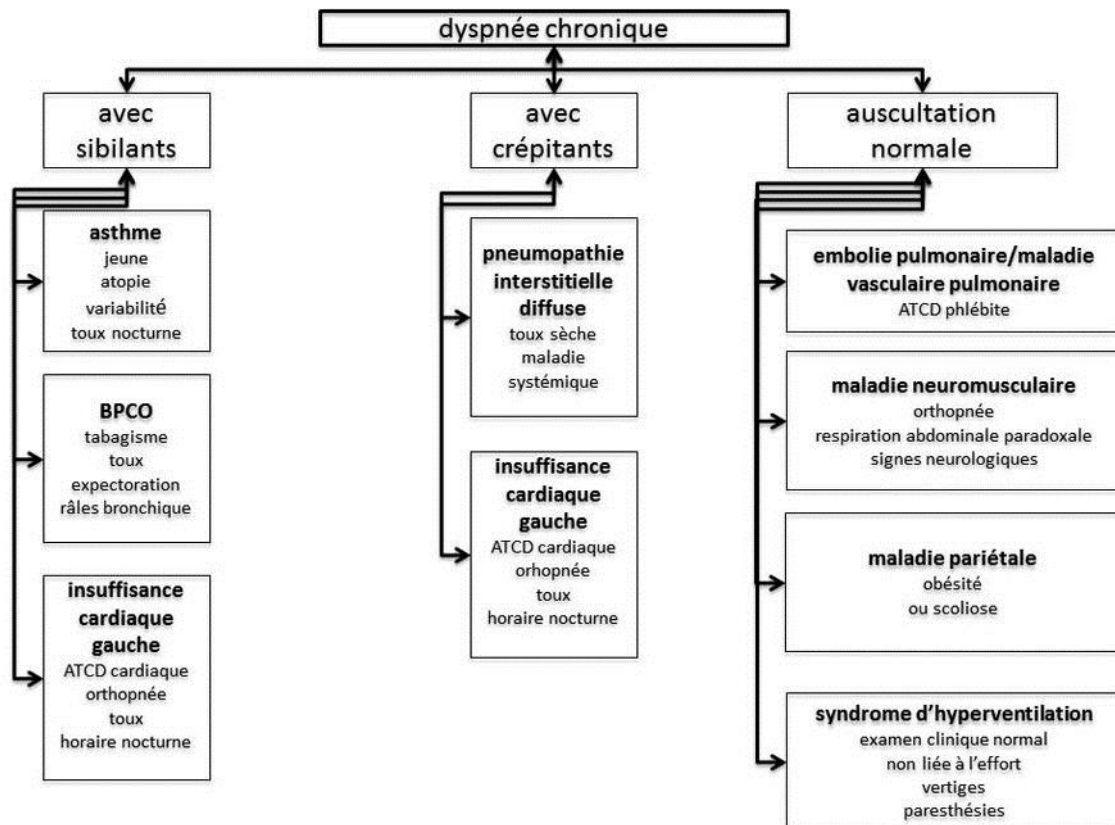 dyspnée chronique
avec
sibilants
asthme
jeune
atopie
variabilité
toux nocturne
BPCO
tabagisme
toux
expectoration
râles bronchique
insuffisance
cardiaque
gauche
ATCD cardiaque
orthopnée
toux
horaire nocturne
avec
crépitants
pneumopathie
interstitielle
diffuse
toux sèche
maladie
systémique
insuffisance
cardiaque
gauche
ATCD cardiaque
orhopnée
toux
horaire nocturne
auscultation
normale
embolie pulmonaire/maladie
vasculaire pulmonaire
ATCD phlébite
maladie neuromusculaire
orthopnée
respiration abdominale paradoxale
signes neurologiques
maladie pariétale
obésité
ou scoliose
syndrome d'hyperventilation
examen clinique normal
non liée à l'effort
vertiges
paresthésies